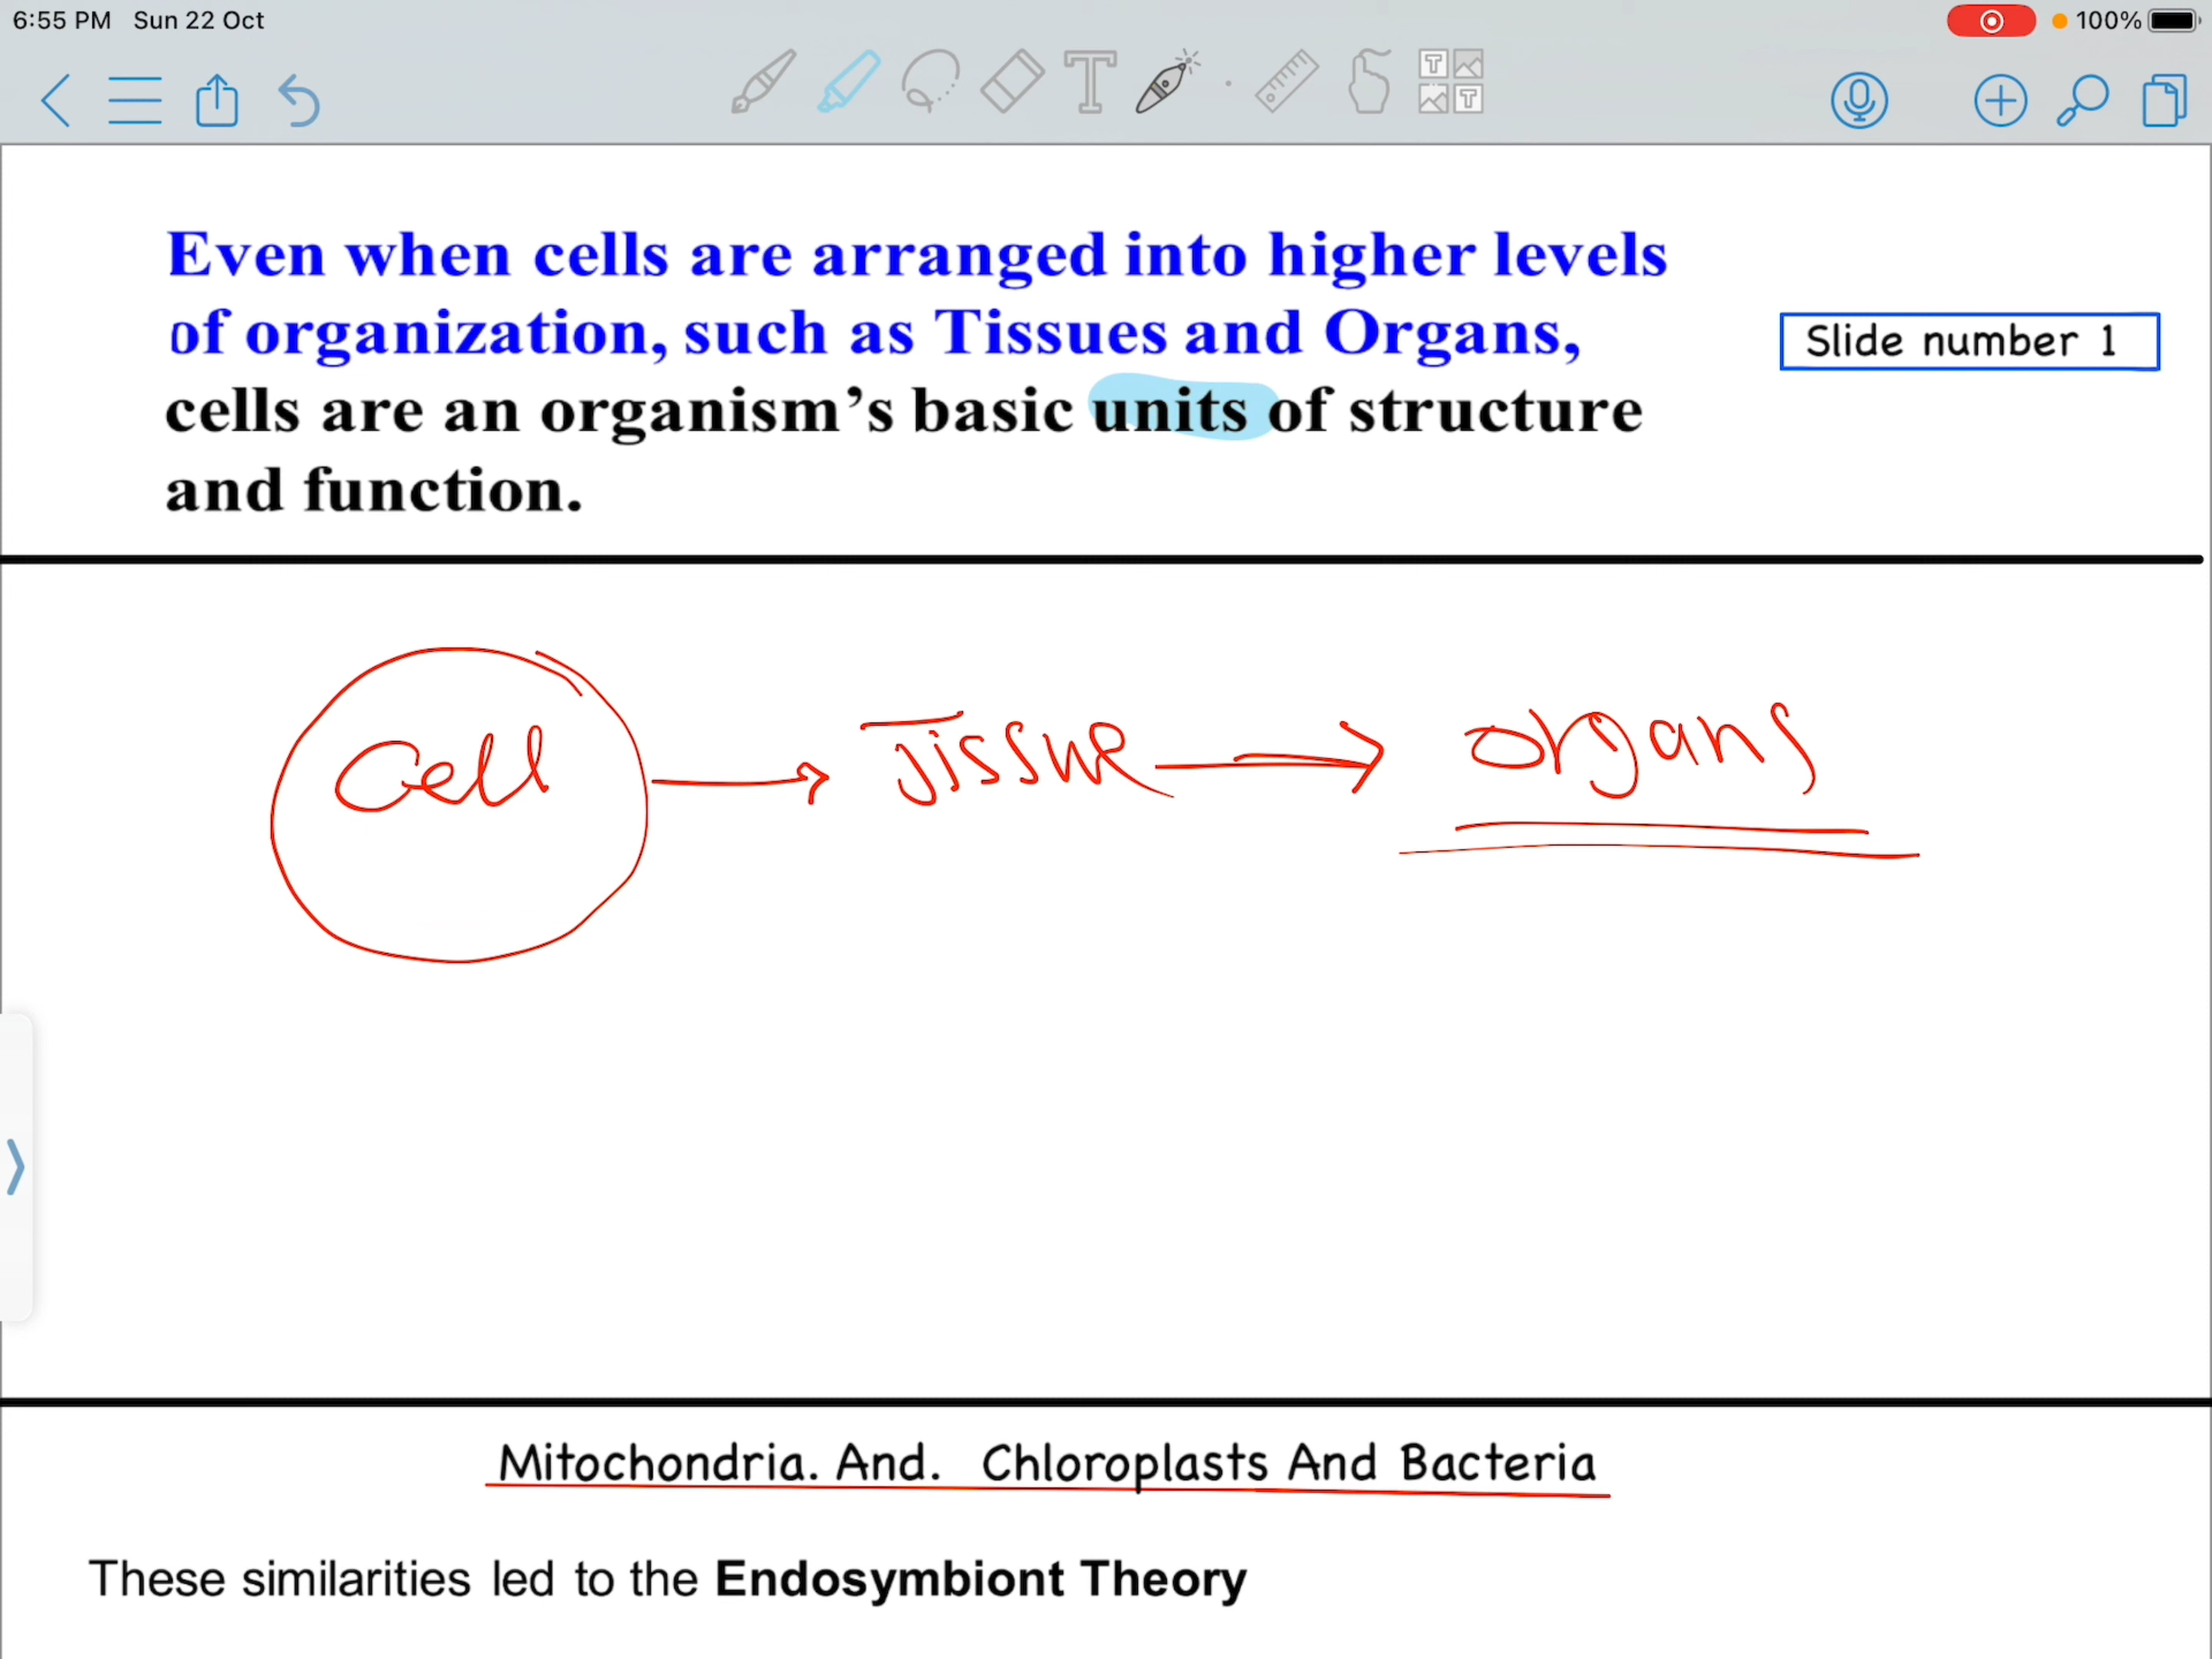 6:55 PM Sun 22 Oct
100%
Even when cells are arranged into higher levels
of organization, such as Tissues and Organs,
Slide number 1
cells are an organism’s basic units of structure
and function.
Cell → Tissue → organs
Mitochondria. And. Chloroplasts And Bacteria
These similarities led to the Endosymbiont Theory